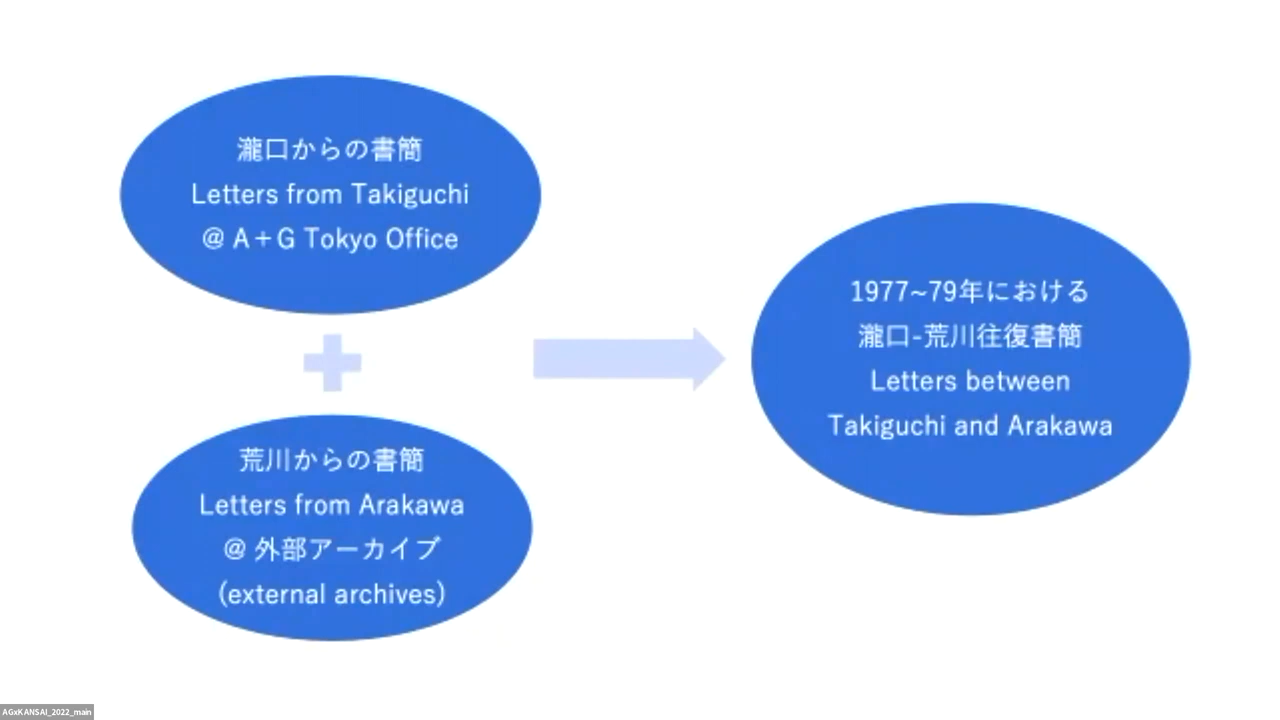 瀧口からの書簡
Letters from Takiguchi
@ A+G Tokyo Office
荒川からの書簡
Letters from Arakawa
@ 外部アーカイブ
(external archives)
1977~79年における
瀧口-荒川往復書簡
Letters between
Takiguchi and Arakawa
AGxKANSAI_2022_main